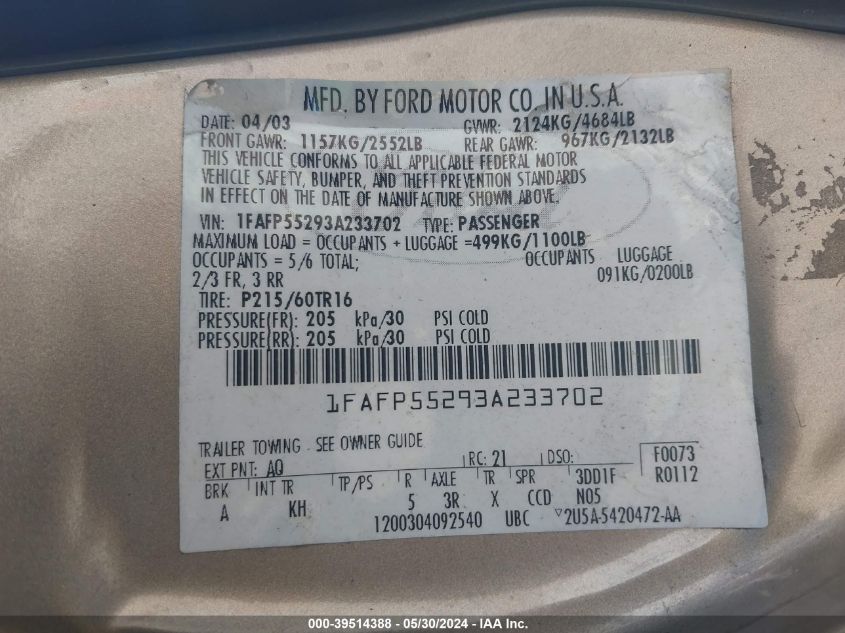 MFD. BY FORD MOTOR CO. IN U.S.A.
DATE: 04/03 GVWR: 2124KG/4684LB
FRONT GAWR: 1157KG/2552LB REAR GAWR: 967KG/2132LB
THIS VEHICLE CONFORMS TO ALL APPLICABLE FEDERAL MOTOR
VEHICLE SAFETY, BUMPER, AND THEFT PREVENTION STANDARDS
IN EFFECT ON THE DATE OF MANUFACTURE SHOWN ABOVE.
VIN: 1FAFP55293A233702 TYPE: PASSENGER
MAXIMUM LOAD = OCCUPANTS + LUGGAGE =499KG/1100LB
OCCUPANTS = 5/6 TOTAL; OCCUPANTS LUGGAGE
2/3 FR, 3 RR 091KG/0200LB
TIRE: P215/60TR16
PRESSURE(FR): 205 kPa/30 PSI COLD
PRESSURE(RR): 205 kPa/30 PSI COLD
1FAFP55293A233702
TRAILER TOWING - SEE OWNER GUIDE
EXT PNT: AQ RC: 21 DSO: F0073
BRK INT TR TP/PS R AXLE TR SPR 3DD1F R0112
A KH 5 3R X CCD N05
1200304092540 UBC ▽2U5A-5420472-AA
000-39514388 - 05/30/2024 - IAA Inc.